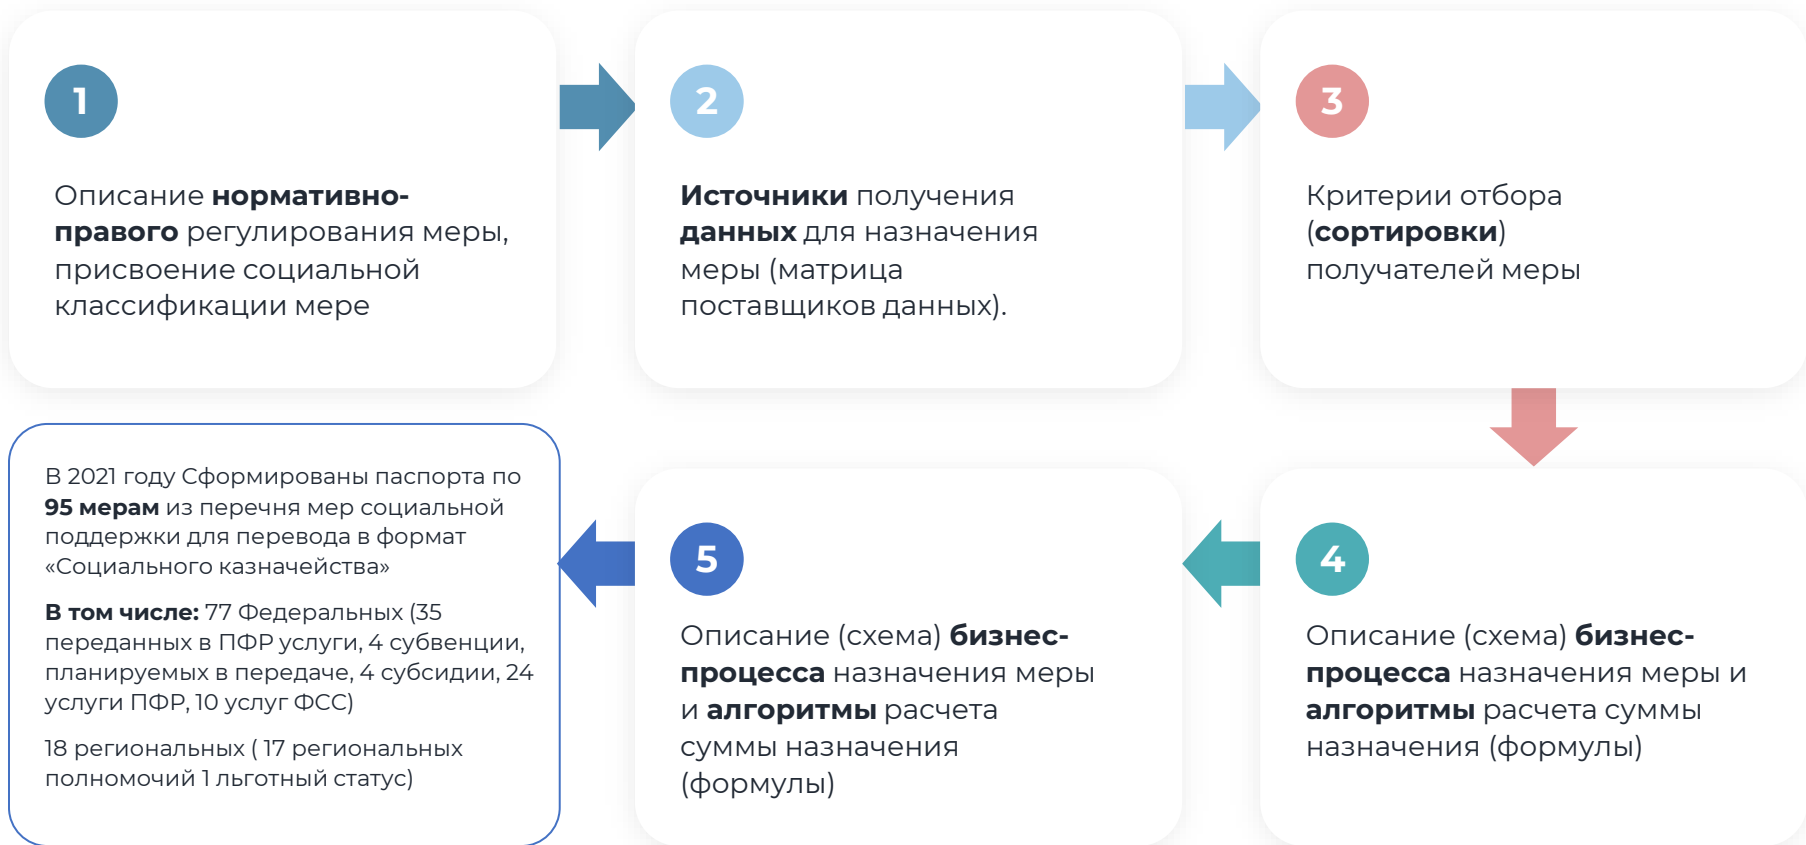 1
Описание нормативно-
правого регулирования меры,
присвоение социальной
классификации мере
2
Источники получения
данных для назначения
меры (матрица
поставщиков данных).
3
Критерии отбора
(сортировки)
получателей меры
4
Описание (схема) бизнес-
процесса назначения меры и
алгоритмы расчета суммы
назначения (формулы)
5
Описание (схема) бизнес-
процесса назначения меры
и алгоритмы расчета
суммы назначения
(формулы)
В 2021 году Сформированы паспорта по
95 мерам из перечня мер социальной
поддержки для перевода в формат
«Социального казначейства»
В том числе: 77 Федеральных (35
переданных в ПФР услуги, 4 субвенции,
планируемых в передаче, 4 субсидии, 24
услуги ПФР, 10 услуг ФСС)
18 региональных ( 17 региональных
полномочий 1 льготный статус)